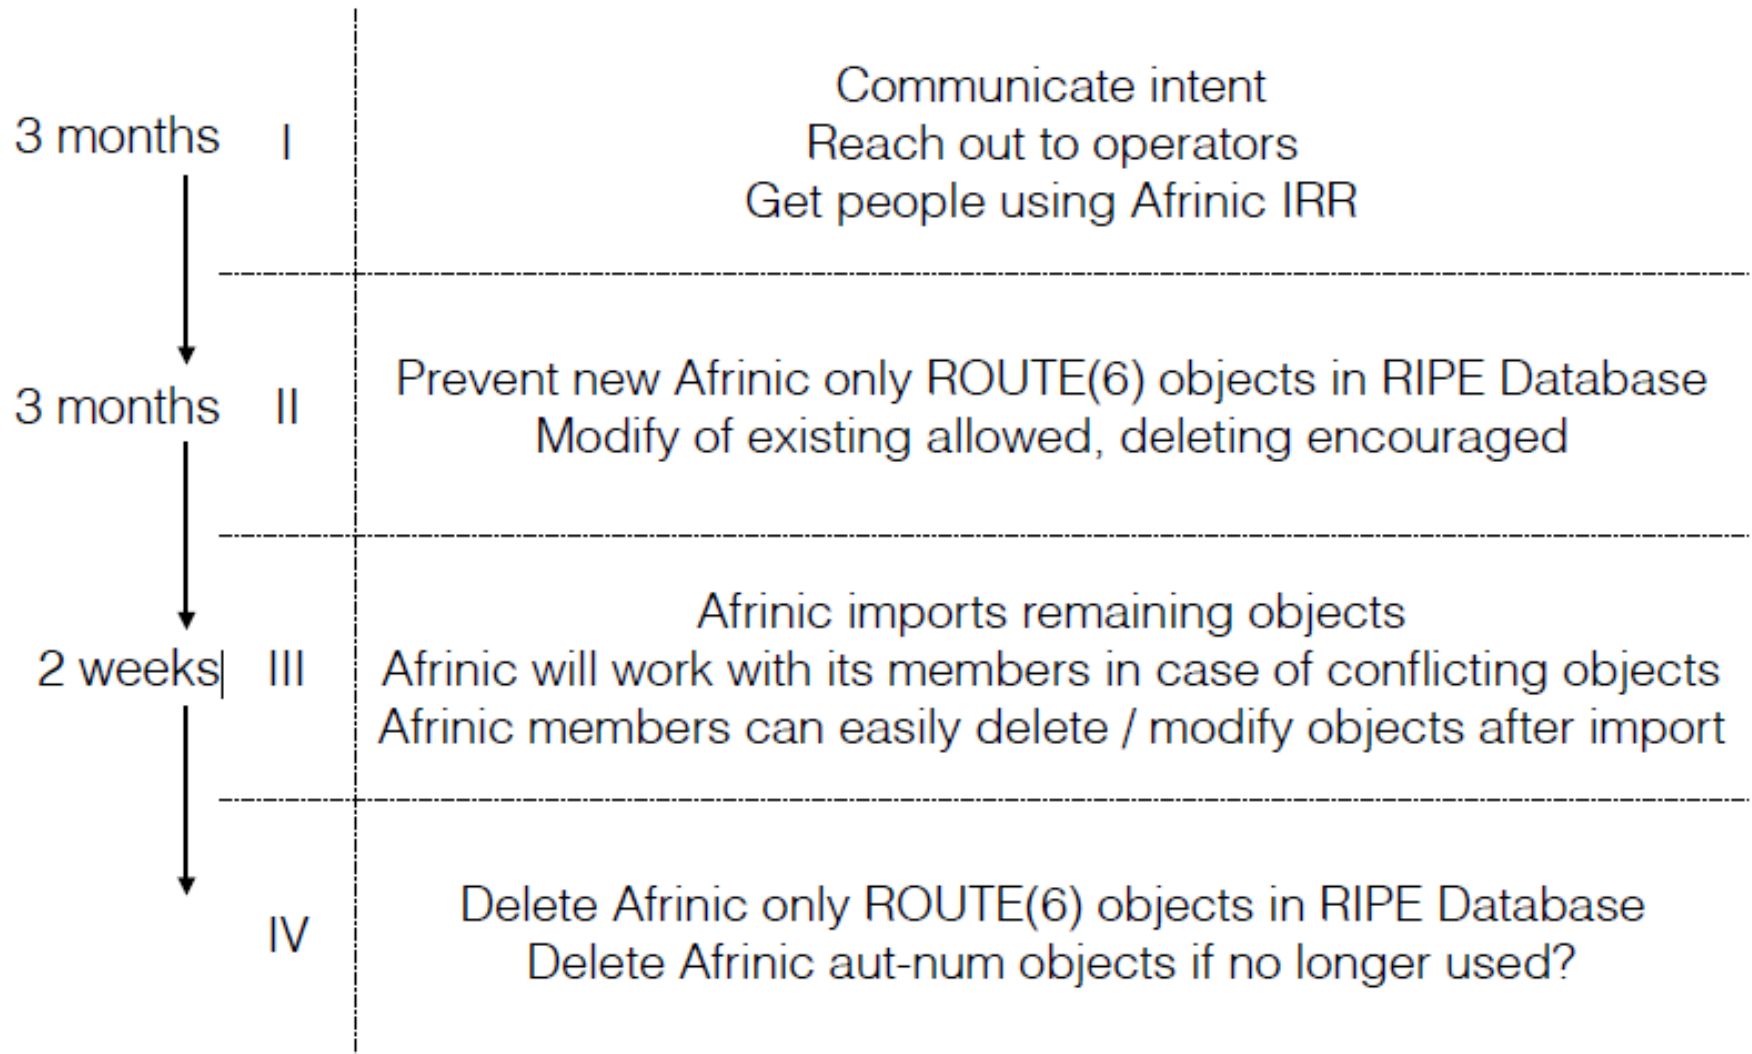 3 months I
Communicate intent
Reach out to operators
Get people using Afrinic IRR
3 months II
Prevent new Afrinic only ROUTE(6) objects in RIPE Database
Modify of existing allowed, deleting encouraged
2 weeks III
Afrinic imports remaining objects
Afrinic will work with its members in case of conflicting objects
Afrinic members can easily delete / modify objects after import
IV
Delete Afrinic only ROUTE(6) objects in RIPE Database
Delete Afrinic aut-num objects if no longer used?